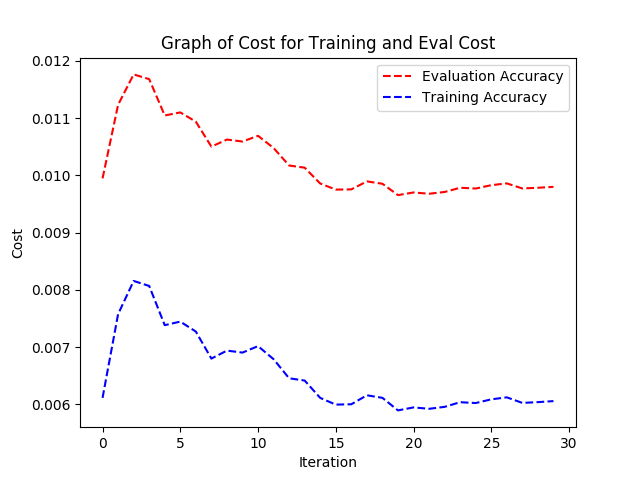 Graph of Cost for Training and Eval Cost
Evaluation Accuracy
Training Accuracy
0.012
0.011
0.010
0.009
0.008
0.007
0.006
Cost
0
5
10
15
20
25
30
Iteration